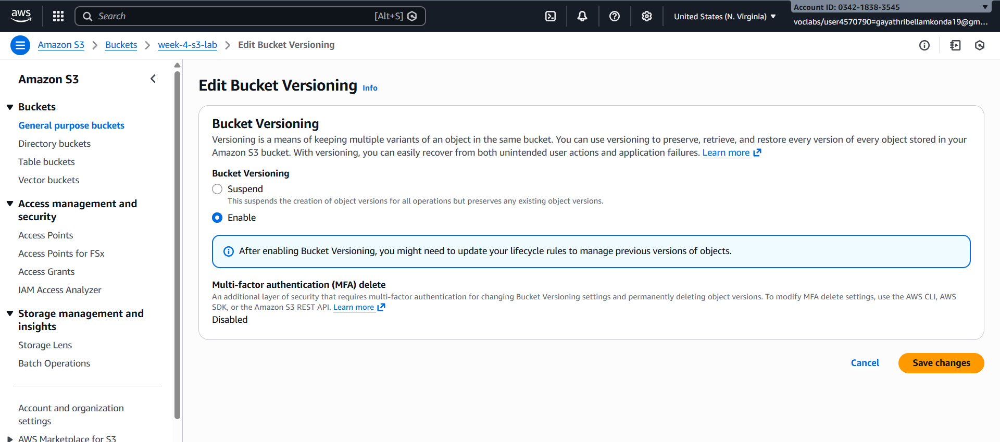 aws
Search
[Alt+S]
United States (N. Virginia)
Account ID: 0342-1838-3545
voclabs/user4570790=gayathribellamkonda19@gm...
Amazon S3
Buckets
week-4-s3-lab
Edit Bucket Versioning
Amazon S3
Buckets
General purpose buckets
Directory buckets
Table buckets
Vector buckets
Access management and
security
Access Points
Access Points for FSx
Access Grants
IAM Access Analyzer
Storage management and
insights
Storage Lens
Batch Operations
Account and organization
settings
AWS Marketplace for S3
Edit Bucket Versioning Info
Bucket Versioning
Versioning is a means of keeping multiple variants of an object in the same bucket. You can use versioning to preserve, retrieve, and restore every version of every object stored in your
Amazon S3 bucket. With versioning, you can easily recover from both unintended user actions and application failures. Learn more
Bucket Versioning
Suspend
This suspends the creation of object versions for all operations but preserves any existing object versions.
Enable
After enabling Bucket Versioning, you might need to update your lifecycle rules to manage previous versions of objects.
Multi-factor authentication (MFA) delete
An additional layer of security that requires multi-factor authentication for changing Bucket Versioning settings and permanently deleting object versions. To modify MFA delete settings, use the AWS CLI, AWS
SDK, or the Amazon S3 REST API. Learn more
Disabled
Cancel
Save changes